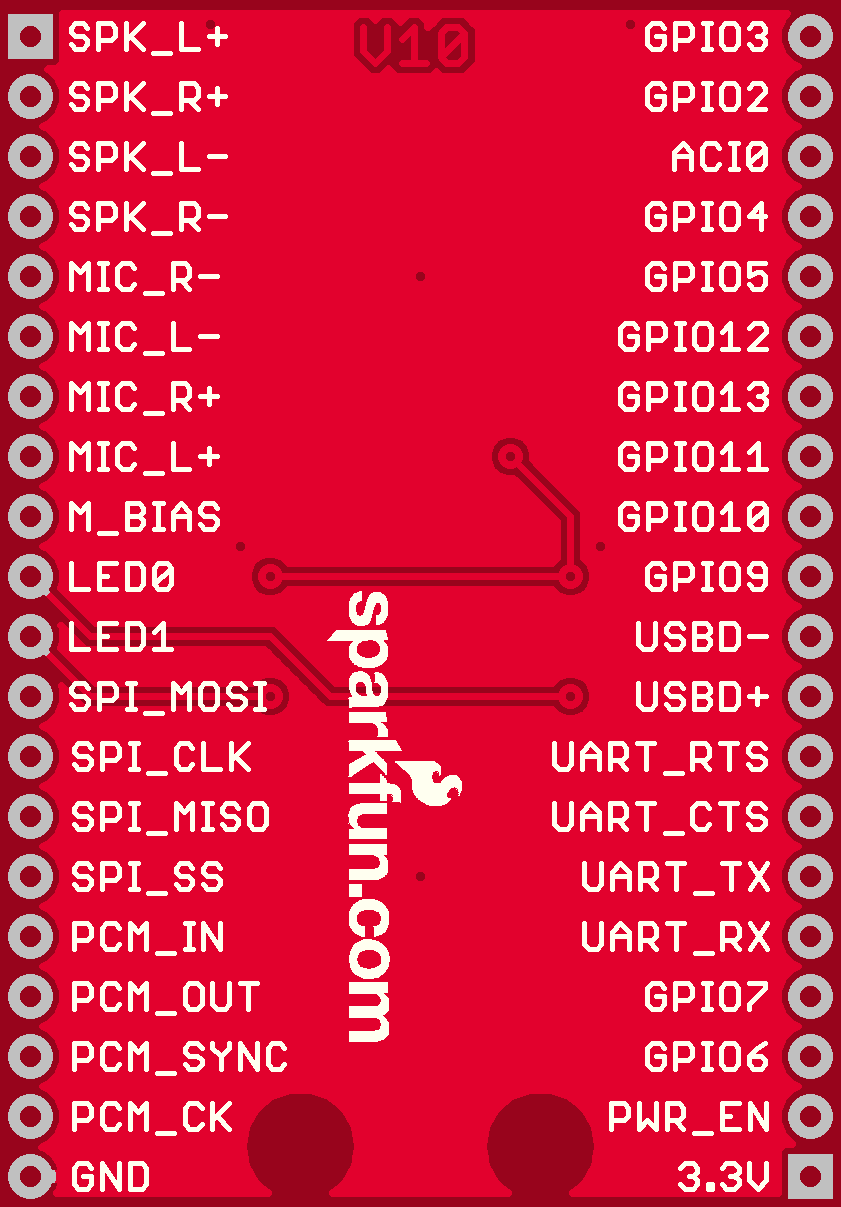 V10
SPK_L+ GPIO3
SPK_R+ GPIO2
SPK_L- ACI0
SPK_R- GPIO4
MIC_R- GPIO5
MIC_L- GPIO12
MIC_R+ GPIO13
MIC_L+ GPIO11
M_BIAS GPIO10
LED0 GPIO9
LED1 USBD-
SPI_MOSI USBD+
SPI_CLK UART_RTS
SPI_MISO UART_CTS
SPI_SS UART_TX
PCM_IN UART_RX
PCM_OUT GPIO7
PCM_SYNC GPIO6
PCM_CK PWR_EN
GND 3.3V
sparkfun.com